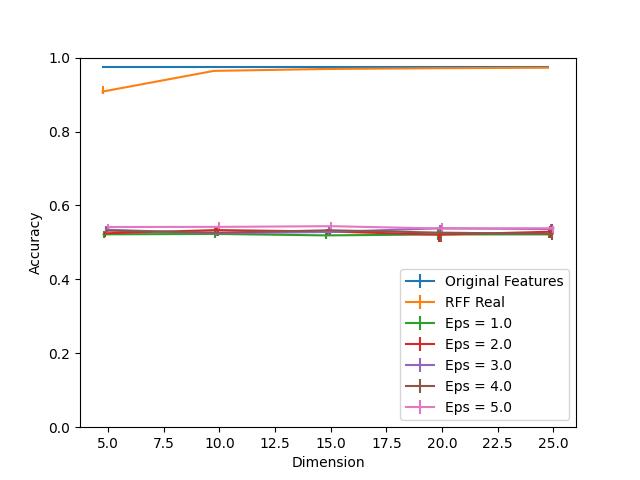 1.0
0.8
0.6
0.4
0.2
0.0
Accuracy
Original Features
RFF Real
Eps = 1.0
Eps = 2.0
Eps = 3.0
Eps = 4.0
Eps = 5.0
5.0 7.5 10.0 12.5 15.0 17.5 20.0 22.5 25.0
Dimension